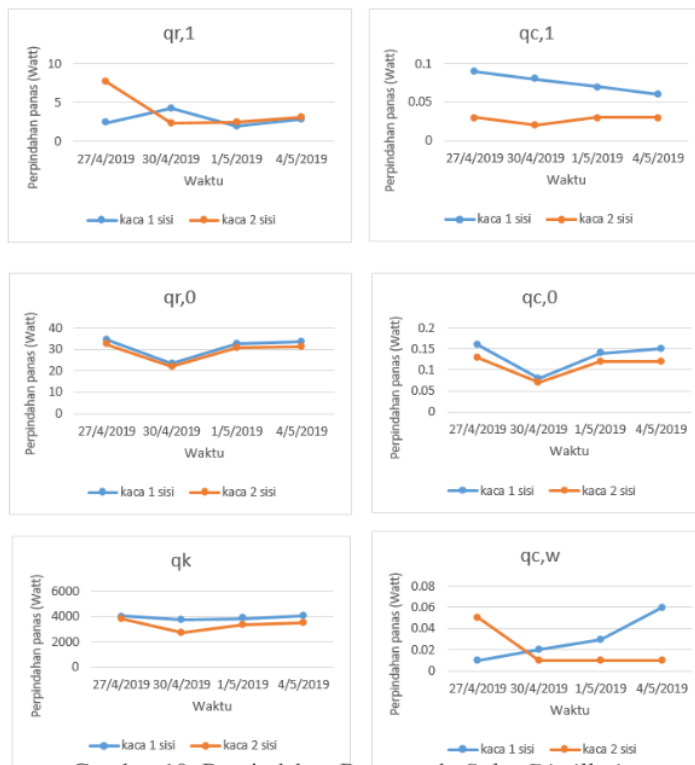 qr,1
Perpindahan panas (Watt)
10
5
0
27/4/2019 30/4/2019 1/5/2019 4/5/2019
Waktu
kaca 1 sisi kaca 2 sisi
qc,1
Perpindahan panas (Watt)
0.1
0.05
0
27/4/2019 30/4/2019 1/5/2019 4/5/2019
Waktu
kaca 1 sisi kaca 2 sisi
qr,0
Perpindahan panas (Watt)
40
30
20
10
0
27/4/2019 30/4/2019 1/5/2019 4/5/2019
Waktu
kaca 1 sisi kaca 2 sisi
qc,0
Perpindahan panas (Watt)
0.2
0.15
0.1
0.05
0
27/4/2019 30/4/2019 1/5/2019 4/5/2019
Waktu
kaca 1 sisi kaca 2 sisi
qk
Perpindahan panas (Watt)
6000
4000
2000
0
27/4/2019 30/4/2019 1/5/2019 4/5/2019
Waktu
kaca 1 sisi kaca 2 sisi
qc,w
Perpindahan panas (Watt)
0.08
0.06
0.04
0.02
0
27/4/2019 30/4/2019 1/5/2019 4/5/2019
Waktu
kaca 1 sisi kaca 2 sisi